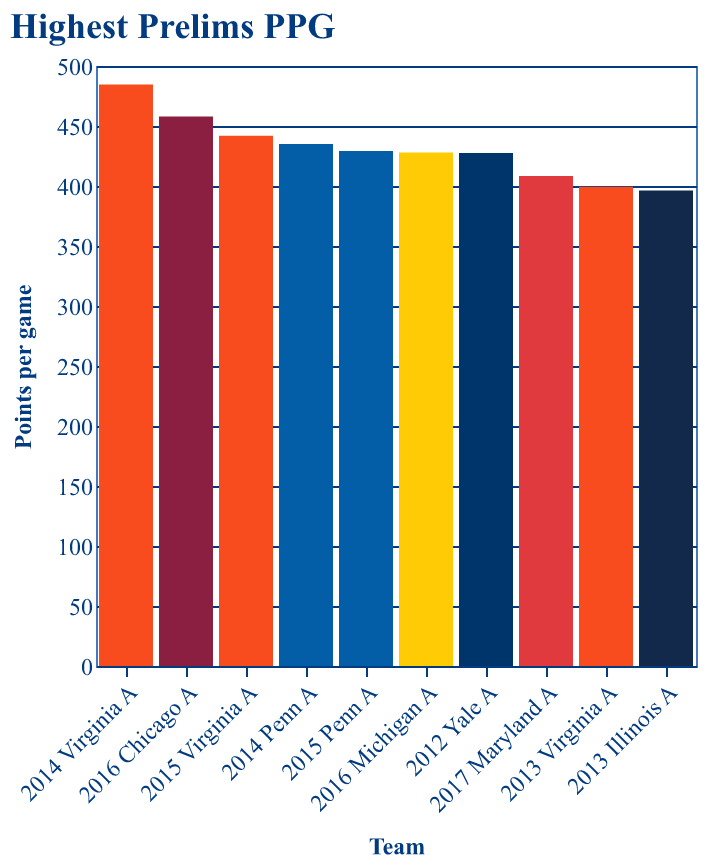 Highest Prelims PPG
500
450
400
350
300
250
200
150
100
50
0
Points per game
2014 Virginia A
2016 Chicago A
2015 Virginia A
2014 Penn A
2015 Penn A
2016 Michigan A
2012 Yale A
2017 Maryland A
2013 Virginia A
2013 Illinois A
Team